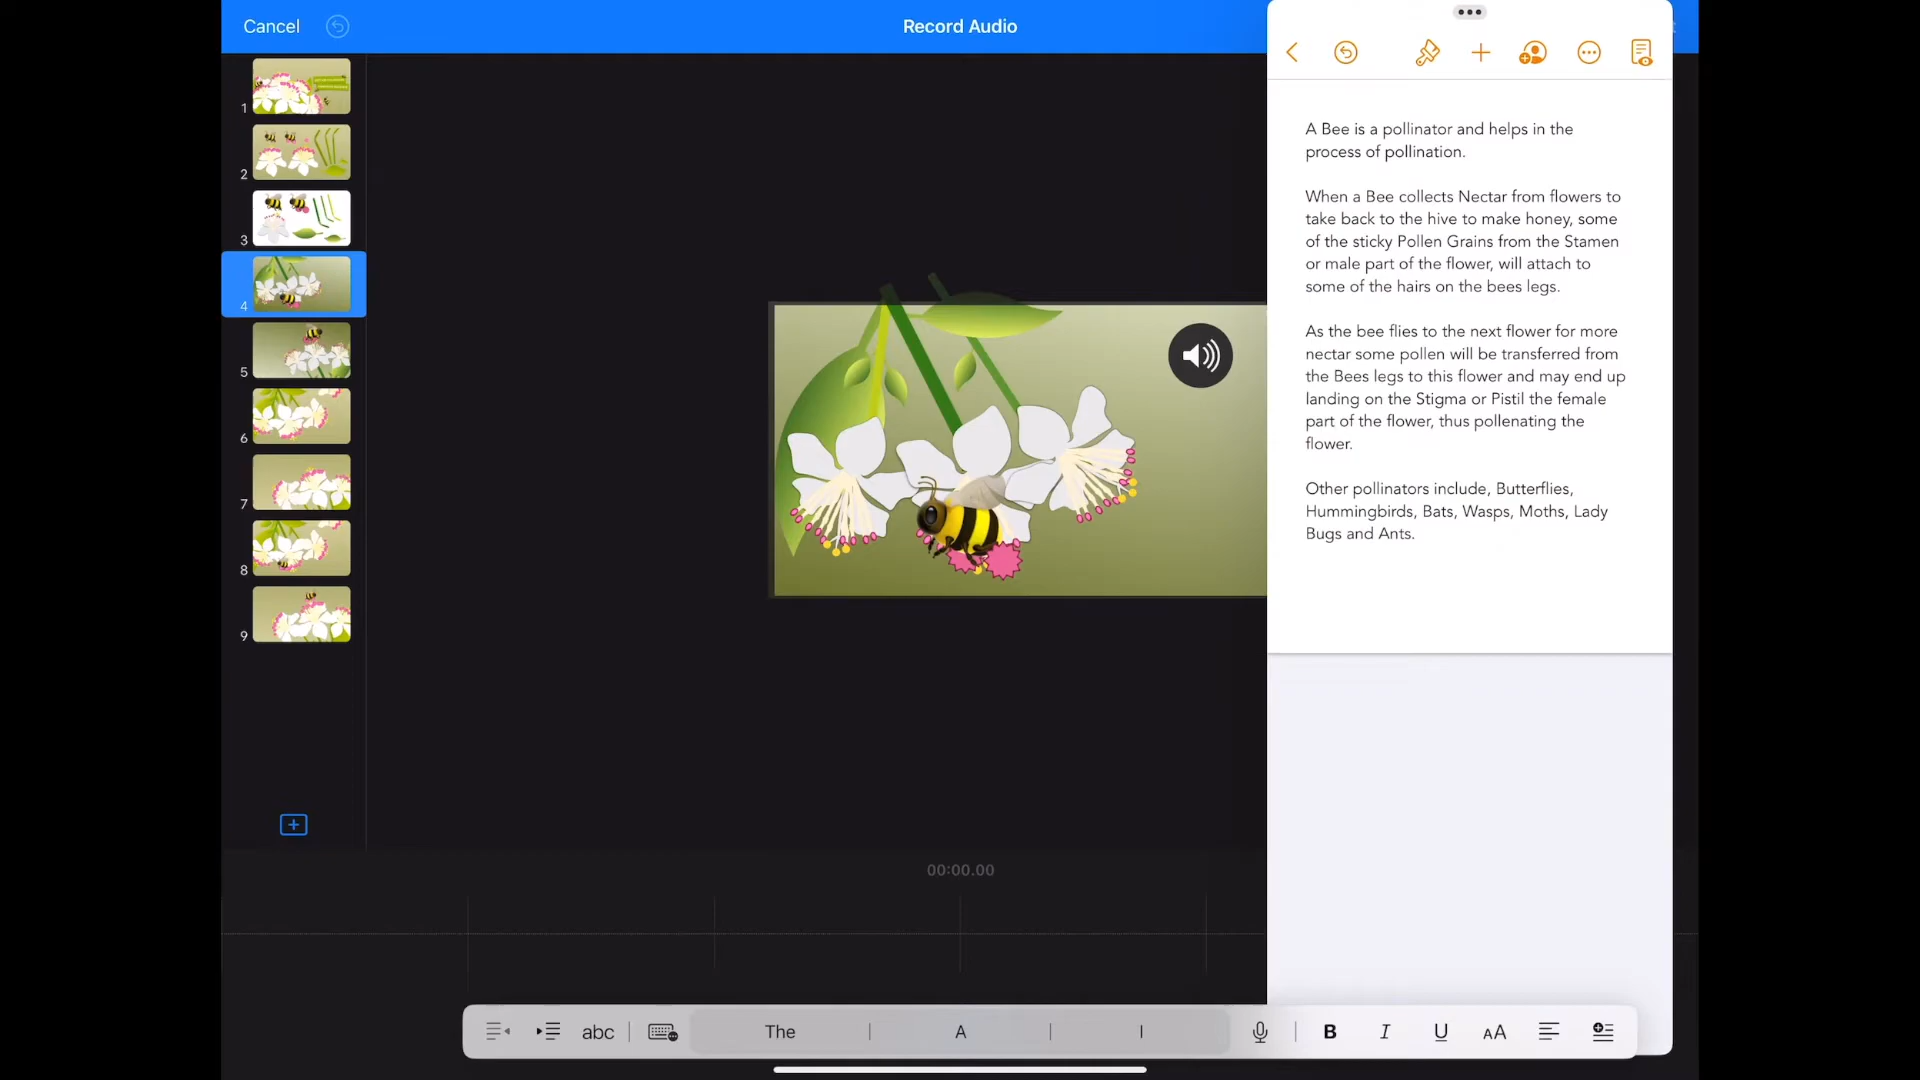 Cancel
Record Audio
1
2
3
4
5
6
7
8
9
A Bee is a pollinator and helps in the
process of pollination.
When a Bee collects Nectar from flowers to
take back to the hive to make honey, some
of the sticky Pollen Grains from the Stamen
or male part of the flower, will attach to
some of the hairs on the bees legs.
As the bee flies to the next flower for more
nectar some pollen will be transferred from
the Bees legs to this flower and may end up
landing on the Stigma or Pistil the female
part of the flower, thus pollenating the
flower.
Other pollinators include, Butterflies,
Hummingbirds, Bats, Wasps, Moths, Lady
Bugs and Ants.
00:00.00
abc The A I B I U AA